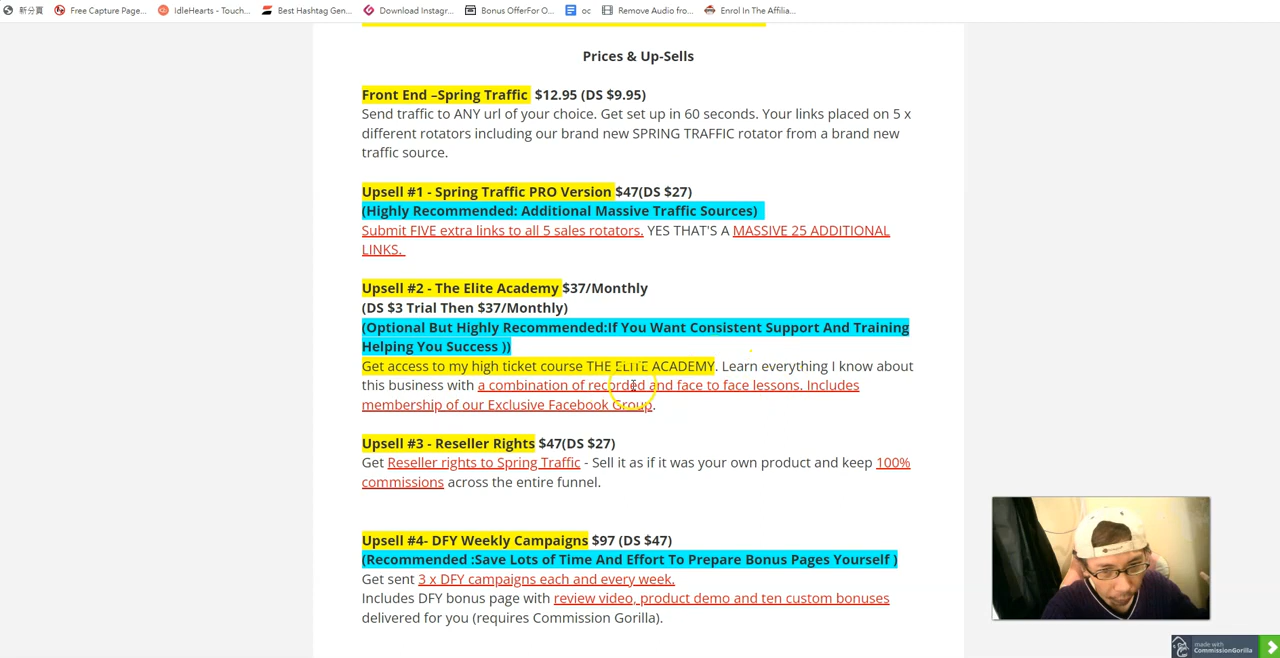 新分頁 Free Capture Page... IdleHearts - Touch... Best Hashtag Gen... Download Instagr... Bonus OfferFor O... oc Remove Audio fro... Enrol In The Affilia...
Prices & Up-Sells
Front End –Spring Traffic $12.95 (DS $9.95)
Send traffic to ANY url of your choice. Get set up in 60 seconds. Your links placed on 5 x
different rotators including our brand new SPRING TRAFFIC rotator from a brand new
traffic source.
Upsell #1 - Spring Traffic PRO Version $47(DS $27)
(Highly Recommended: Additional Massive Traffic Sources)
Submit FIVE extra links to all 5 sales rotators. YES THAT'S A MASSIVE 25 ADDITIONAL
LINKS.
Upsell #2 - The Elite Academy $37/Monthly
(DS $3 Trial Then $37/Monthly)
(Optional But Highly Recommended:If You Want Consistent Support And Training
Helping You Success ))
Get access to my high ticket course THE ELITE ACADEMY. Learn everything I know about
this business with a combination of recorded and face to face lessons. Includes
membership of our Exclusive Facebook Group.
Upsell #3 - Reseller Rights $47(DS $27)
Get Reseller rights to Spring Traffic - Sell it as if it was your own product and keep 100%
commissions across the entire funnel.
Upsell #4- DFY Weekly Campaigns $97 (DS $47)
(Recommended :Save Lots of Time And Effort To Prepare Bonus Pages Yourself )
Get sent 3 x DFY campaigns each and every week.
Includes DFY bonus page with review video, product demo and ten custom bonuses
delivered for you (requires Commission Gorilla).
made with
COMMISSIONGORILLA